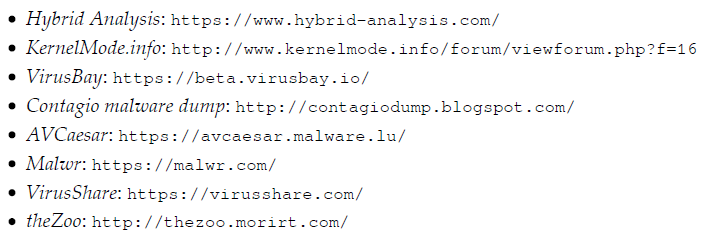 • Hybrid Analysis: https://www.hybrid-analysis.com/
• KernelMode.info: http://www.kernelmode.info/forum/viewforum.php?f=16
• VirusBay: https://beta.virusbay.io/
• Contagio malware dump: http://contagiodump.blogspot.com/
• AVCaesar: https://avcaesar.malware.lu/
• Malwr: https://malwr.com/
• VirusShare: https://virusshare.com/
• theZoo: http://thezoo.morirt.com/